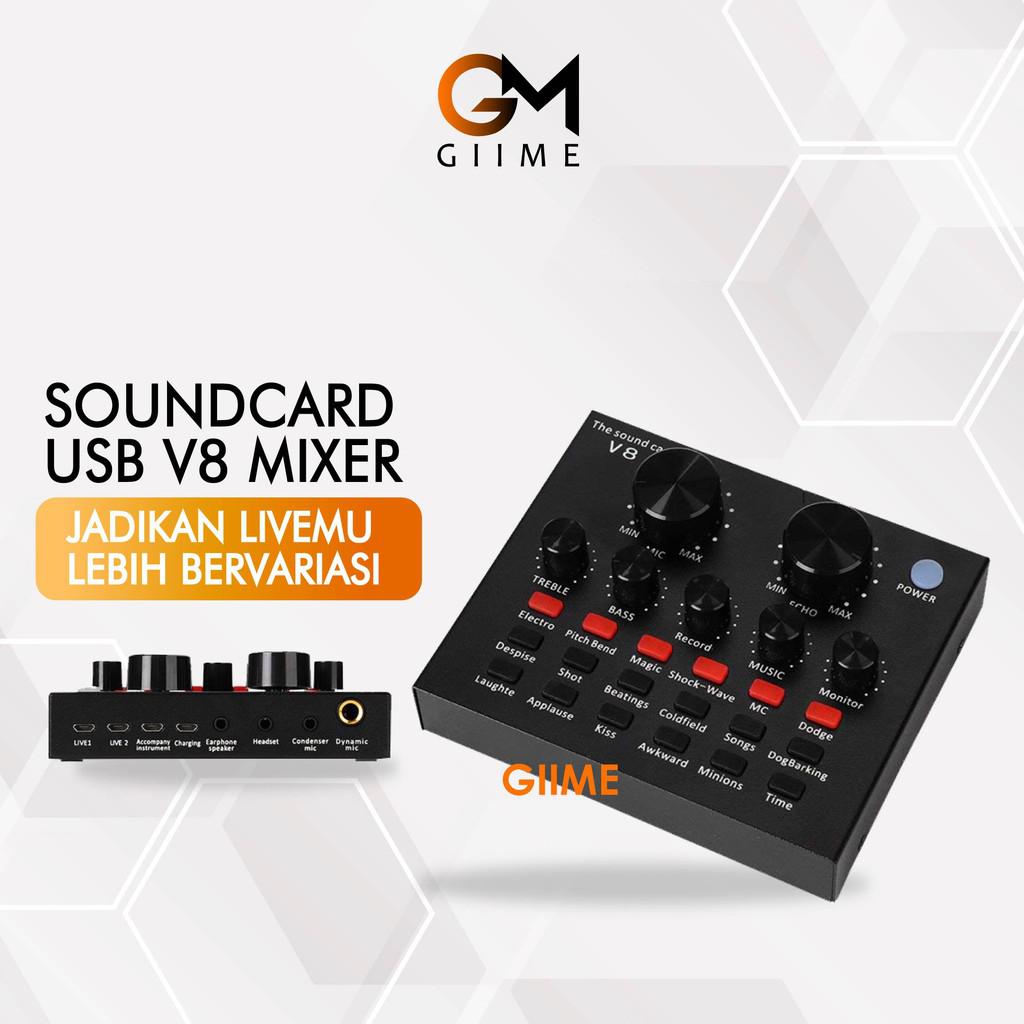 GM
GIIME
SOUNDCARD
USB V8 MIXER
JADIKAN LIVEMU
LEBIH BERVARIASI
The sound ca
V8
MIN MIC MAX
MIN ECHO MAX
POWER
TREBLE
BASS
Record
MUSIC
Monitor
Electro
Pitch Bend
Magic
Shock-Wave
MC
Dodge
Despise
Shot
Beatings
Coldfield
Songs
DogBarking
Laughte
Applause
Kiss
Awkward
Minions
Time
GIIME
LIVE1
LIVE 2
Accompany
instrument
Charging
Earphone
speaker
Headset
Condenser
mic
Dynamic
mic